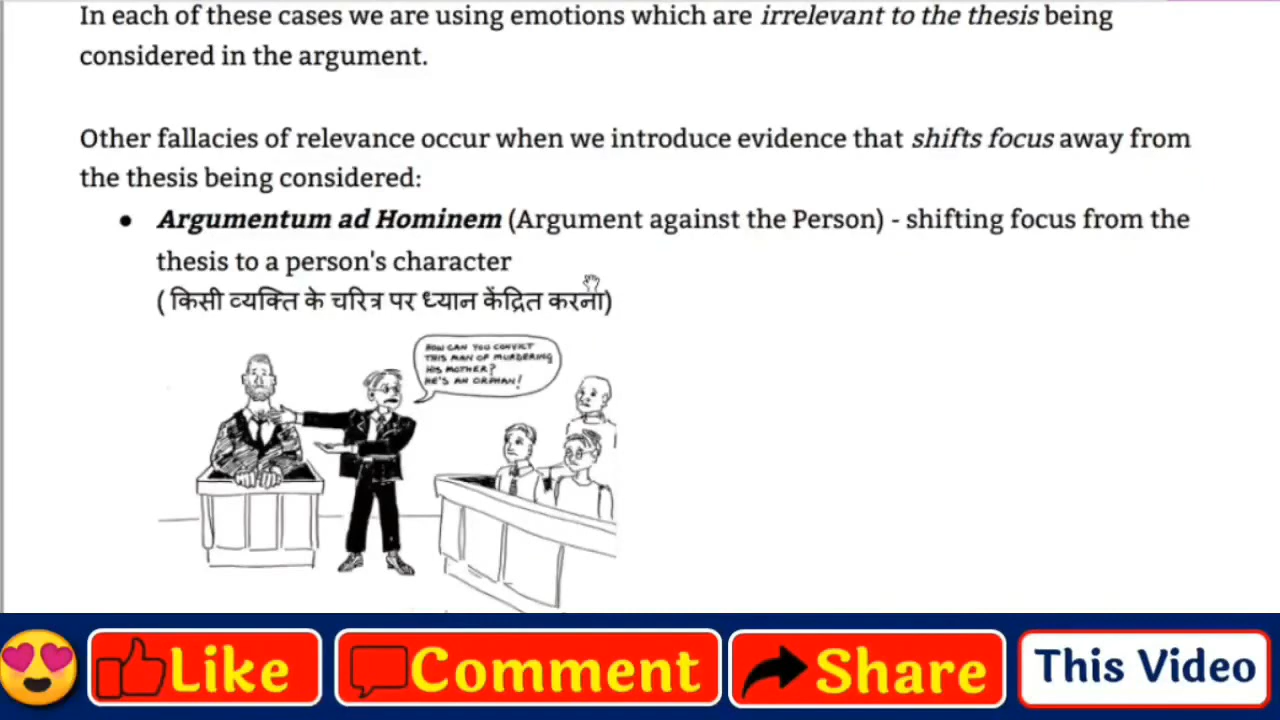 In each of these cases we are using emotions which are irrelevant to the thesis being
considered in the argument.
Other fallacies of relevance occur when we introduce evidence that shifts focus away from
the thesis being considered:
• Argumentum ad Hominem (Argument against the Person) - shifting focus from the
thesis to a person's character
( किसी व्यक्ति के चरित्र पर ध्यान केंद्रित करना)
HOW CAN YOU CONVICT
THIS MAN OF MURDERING
HIS MOTHER?
HE'S AN ORPHAN!
Like
Comment
Share
This Video